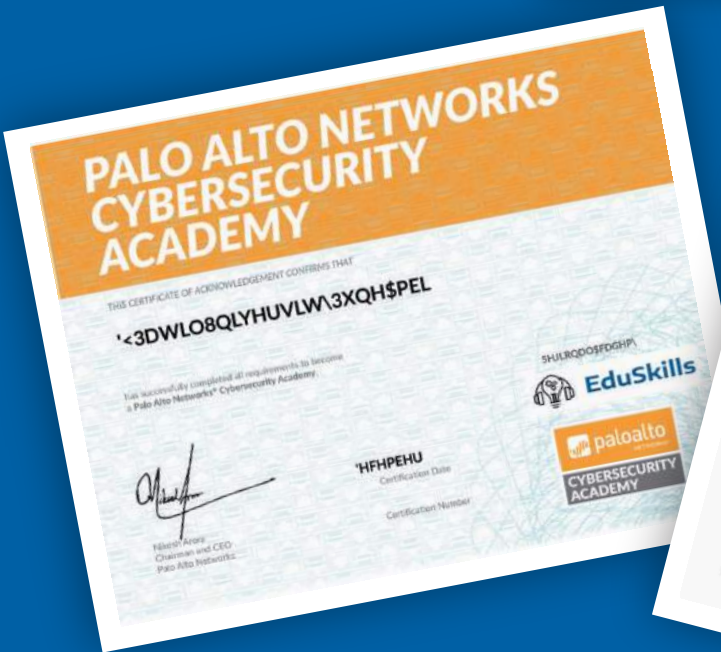 PALO ALTO NETWORKS
CYBERSECURITY
ACADEMY
THIS CERTIFICATE OF ACKNOWLEDGEMENT CONFIRMS THAT
'<3DWLO8QLYHUVLW\3XQH$PEL
has successfully completed all requirements to become
a Palo Alto Networks® Cybersecurity Academy.
5HJLRQDO$FDGHP\
EduSkills
paloalto
NETWORKS
CYBERSECURITY
ACADEMY
'HFHPEHU
Certification Date
Certification Number
Nikesh Arora
Chairman and CEO
Palo Alto Networks